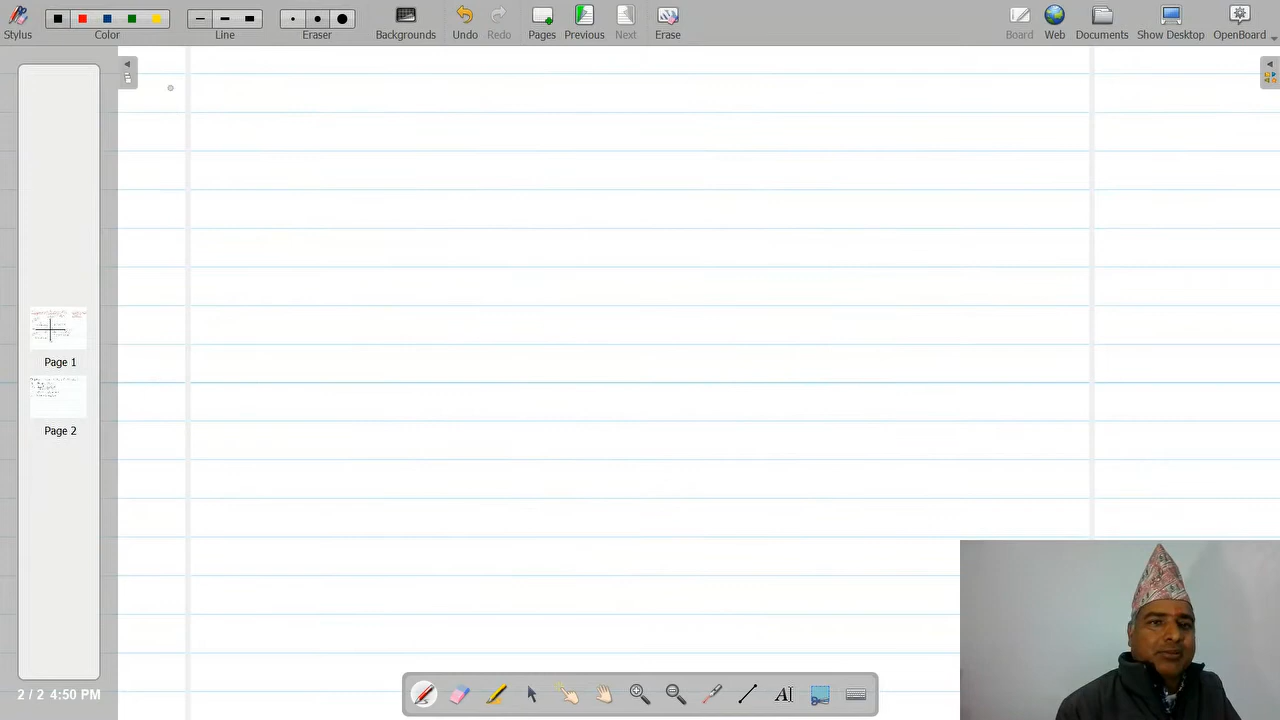 Stylus
Color
Line
Eraser
Backgrounds
Undo
Redo
Pages
Previous
Next
Erase
Board
Web
Documents
Show Desktop
OpenBoard
Page 1
Page 2
2 / 2 4:50 PM
AI